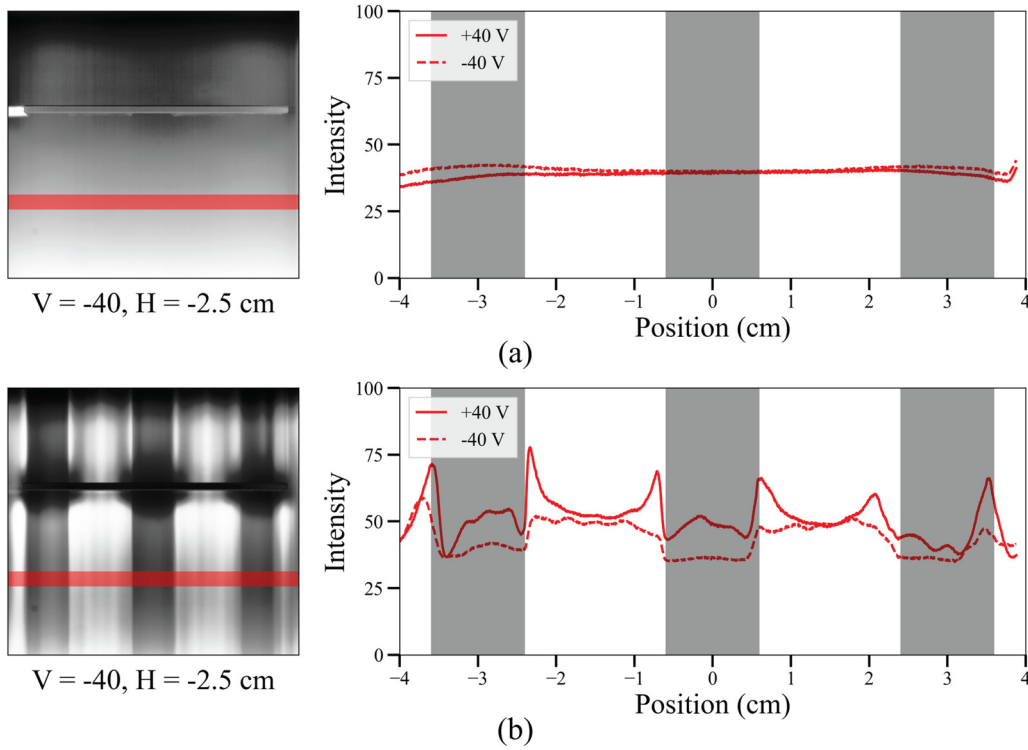 100
75
50
25
0
Intensity
+40 V
-40 V
−4 −3 −2 −1 0 1 2 3 4
Position (cm)
V = -40, H = -2.5 cm
(a)
100
75
50
25
0
Intensity
+40 V
-40 V
−4 −3 −2 −1 0 1 2 3 4
Position (cm)
V = -40, H = -2.5 cm
(b)